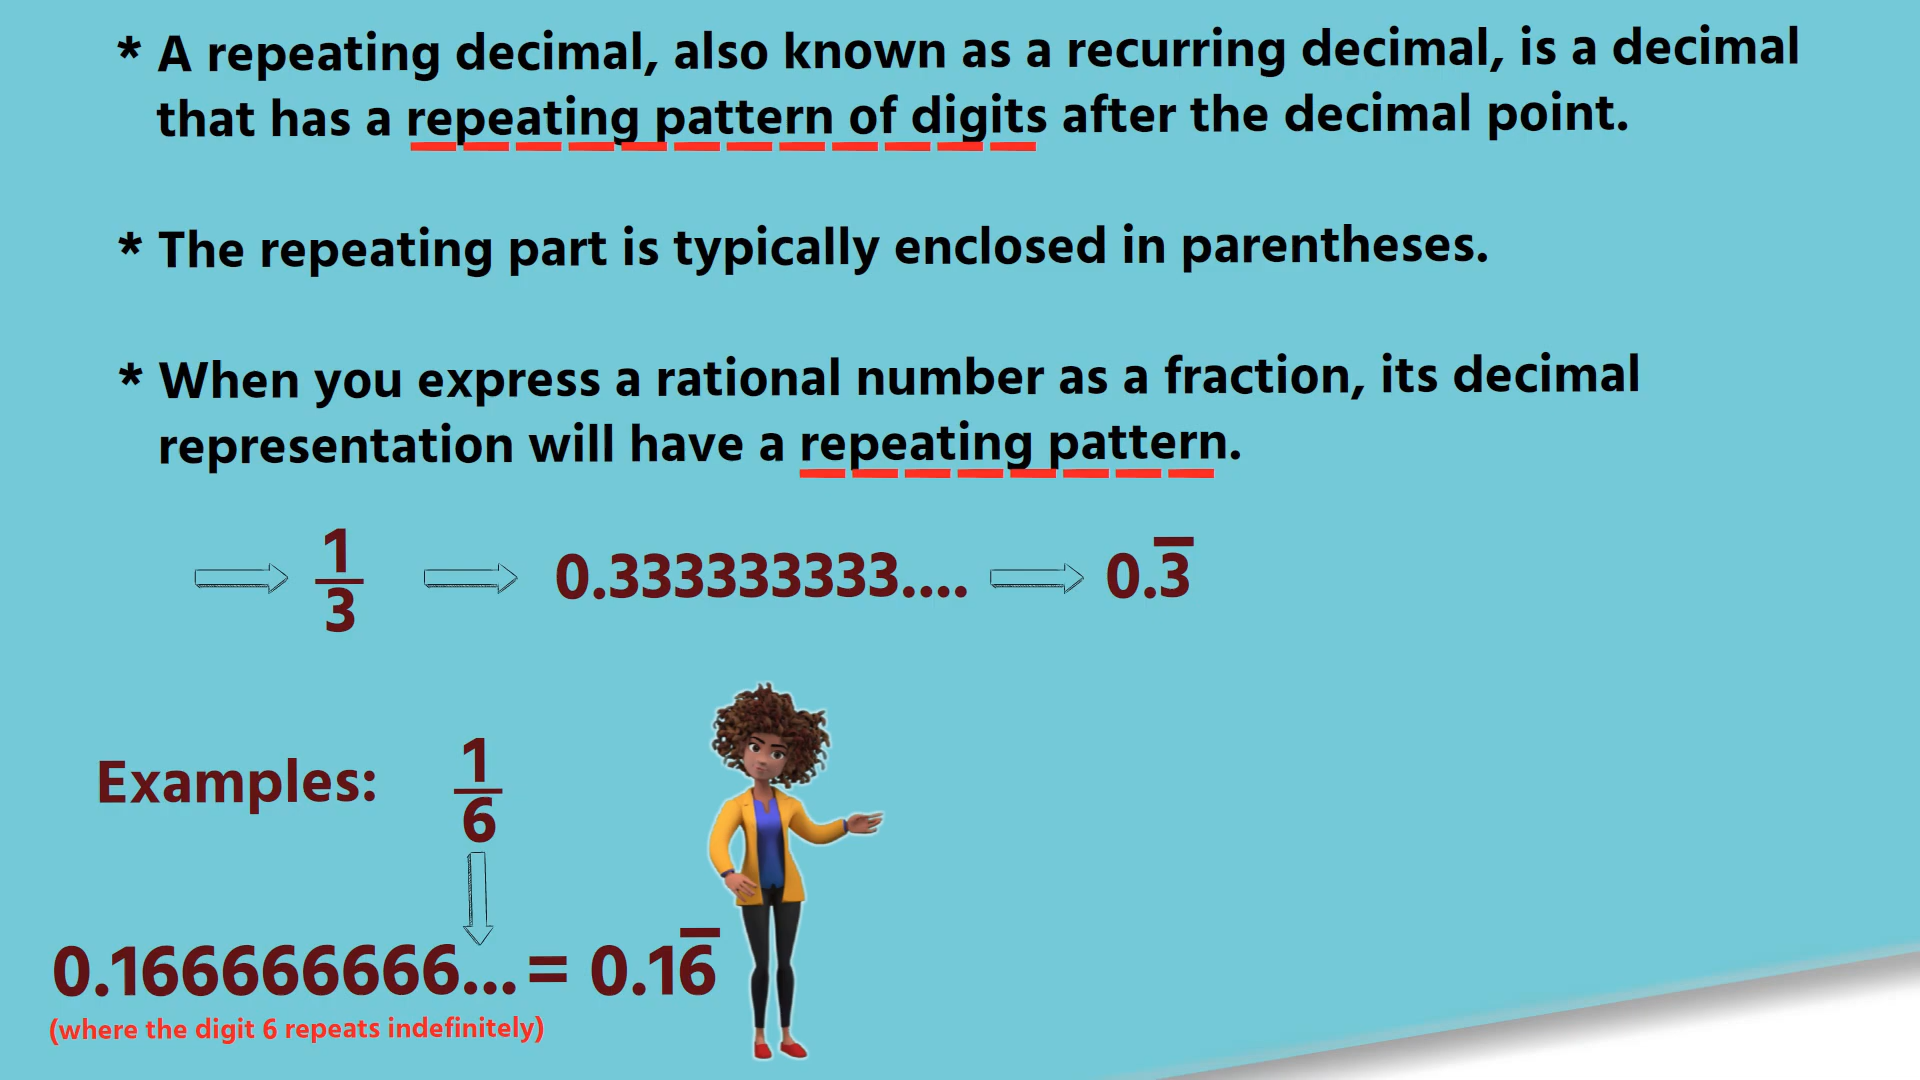 * A repeating decimal, also known as a recurring decimal, is a decimal
that has a repeating pattern of digits after the decimal point.
* The repeating part is typically enclosed in parentheses.
* When you express a rational number as a fraction, its decimal
representation will have a repeating pattern.
1/3 0.333333333.... 0.3̅
Examples: 1/6
0.166666666... = 0.16̅
(where the digit 6 repeats indefinitely)